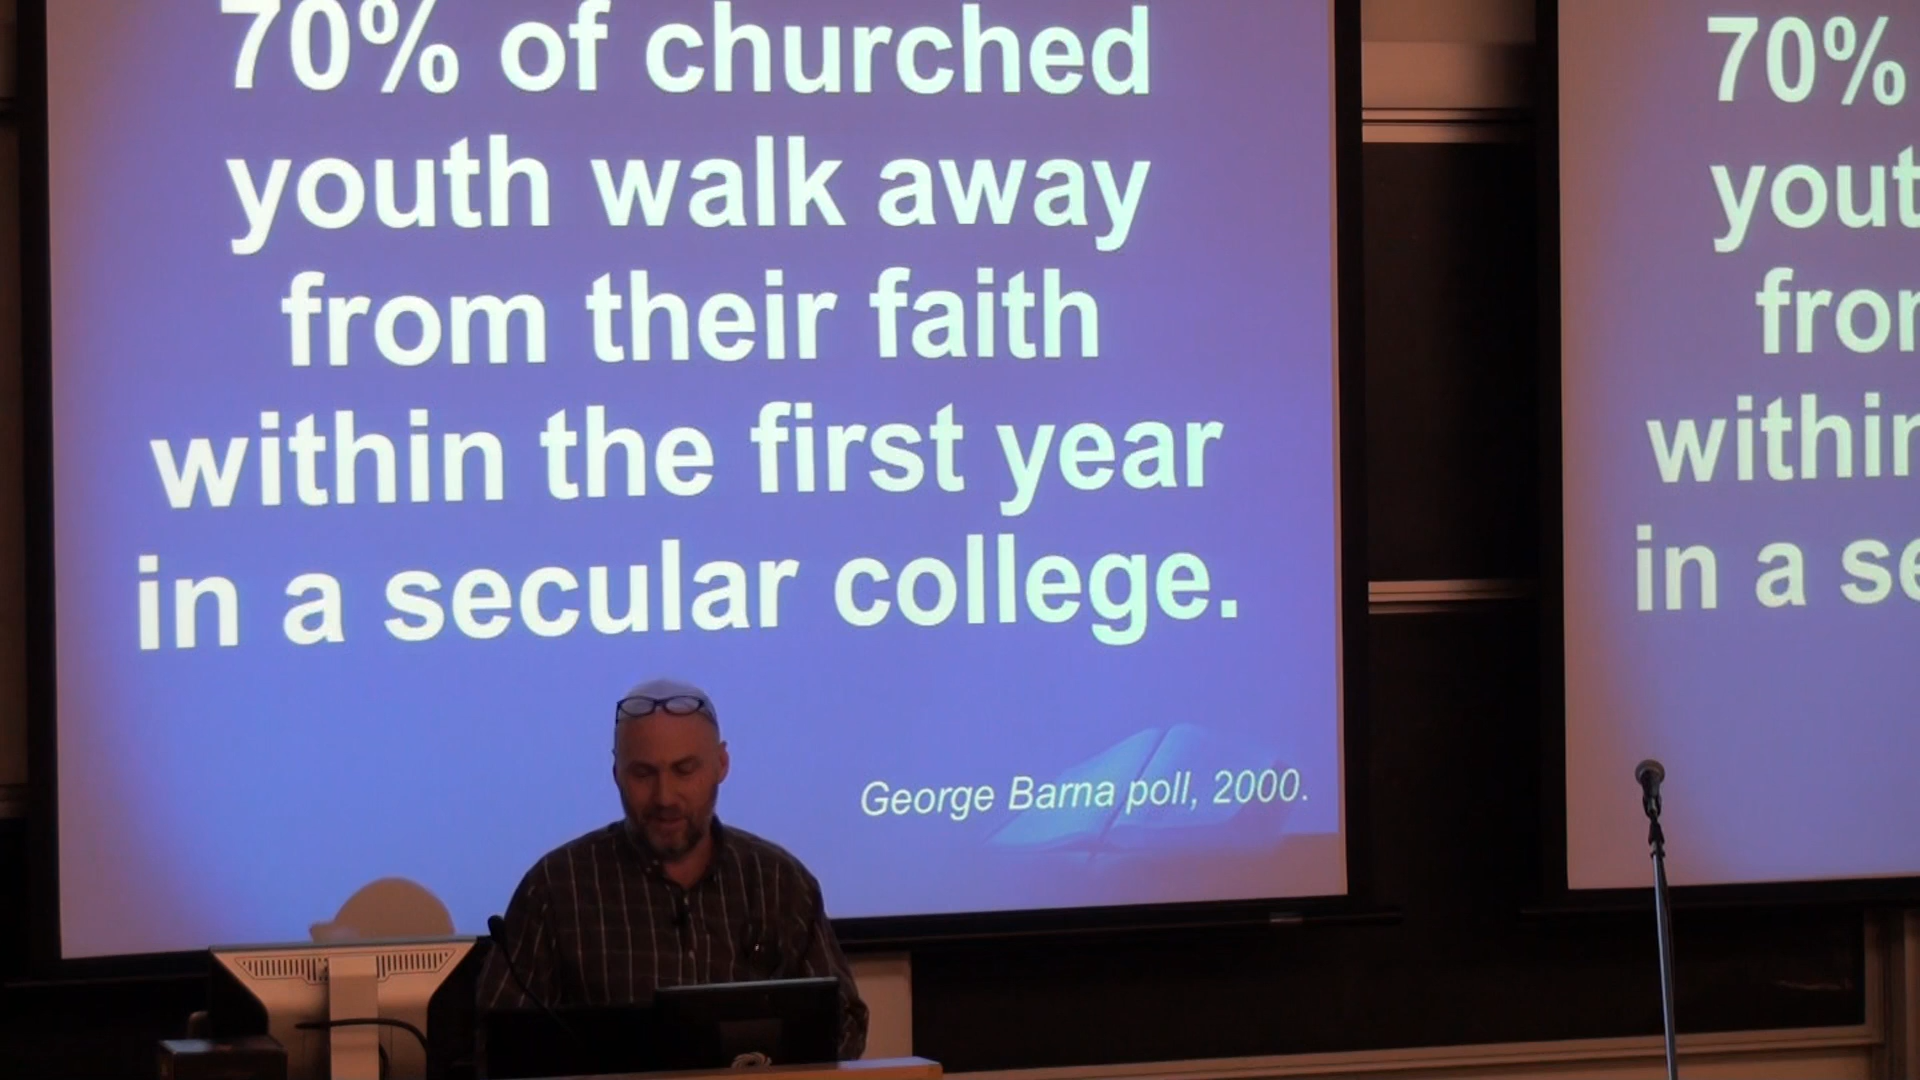 70% of churched
youth walk away
from their faith
within the first year
in a secular college.
George Barna poll, 2000.
70%
yout
fror
within
in a se